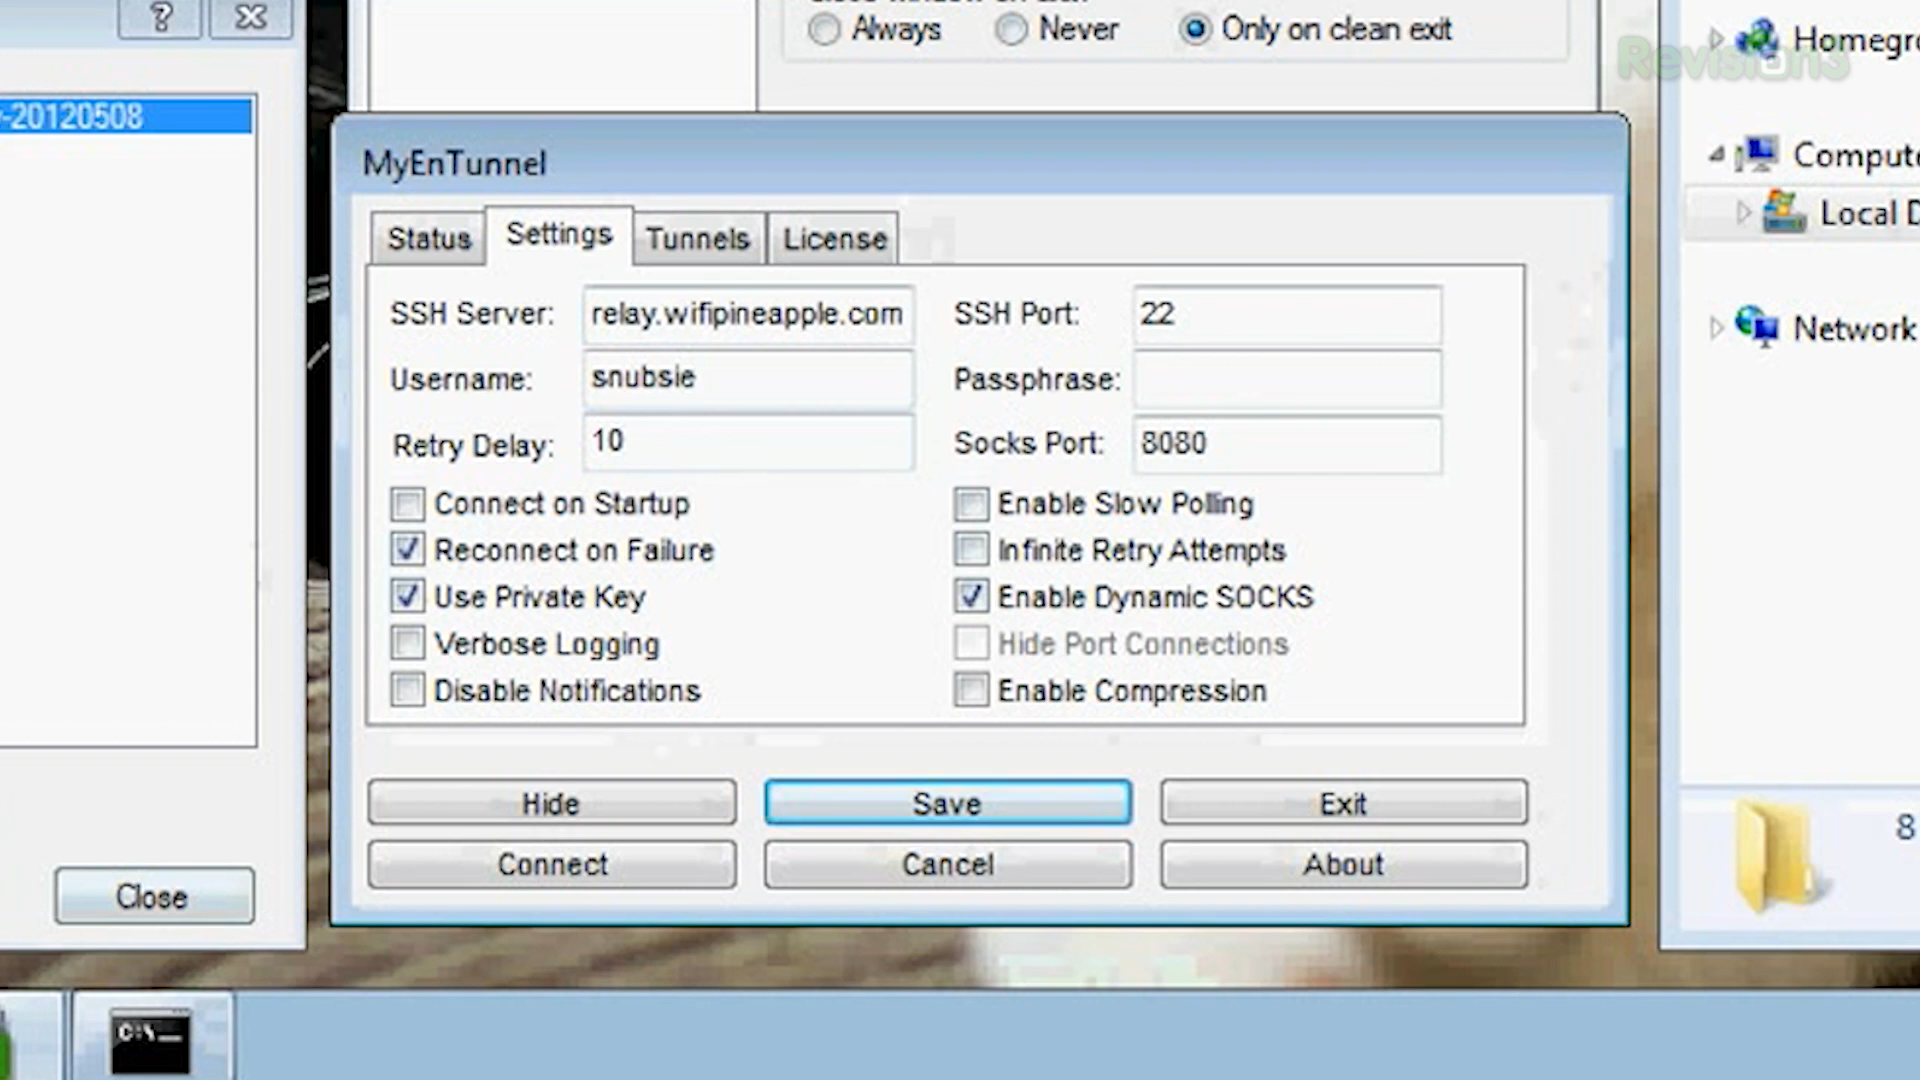 Always
Never
Only on clean exit
Homegr
Revision3
-20120508
MyEnTunnel
Comput
Status
Settings
Tunnels
License
Local D
SSH Server:
relay.wifipineapple.com
SSH Port:
22
Network
Username:
snubsie
Passphrase:
Retry Delay:
10
Socks Port:
8080
Connect on Startup
Enable Slow Polling
Reconnect on Failure
Infinite Retry Attempts
Use Private Key
Enable Dynamic SOCKS
Verbose Logging
Hide Port Connections
Disable Notifications
Enable Compression
Hide
Save
Exit
8
Connect
Cancel
About
Close
C:\_